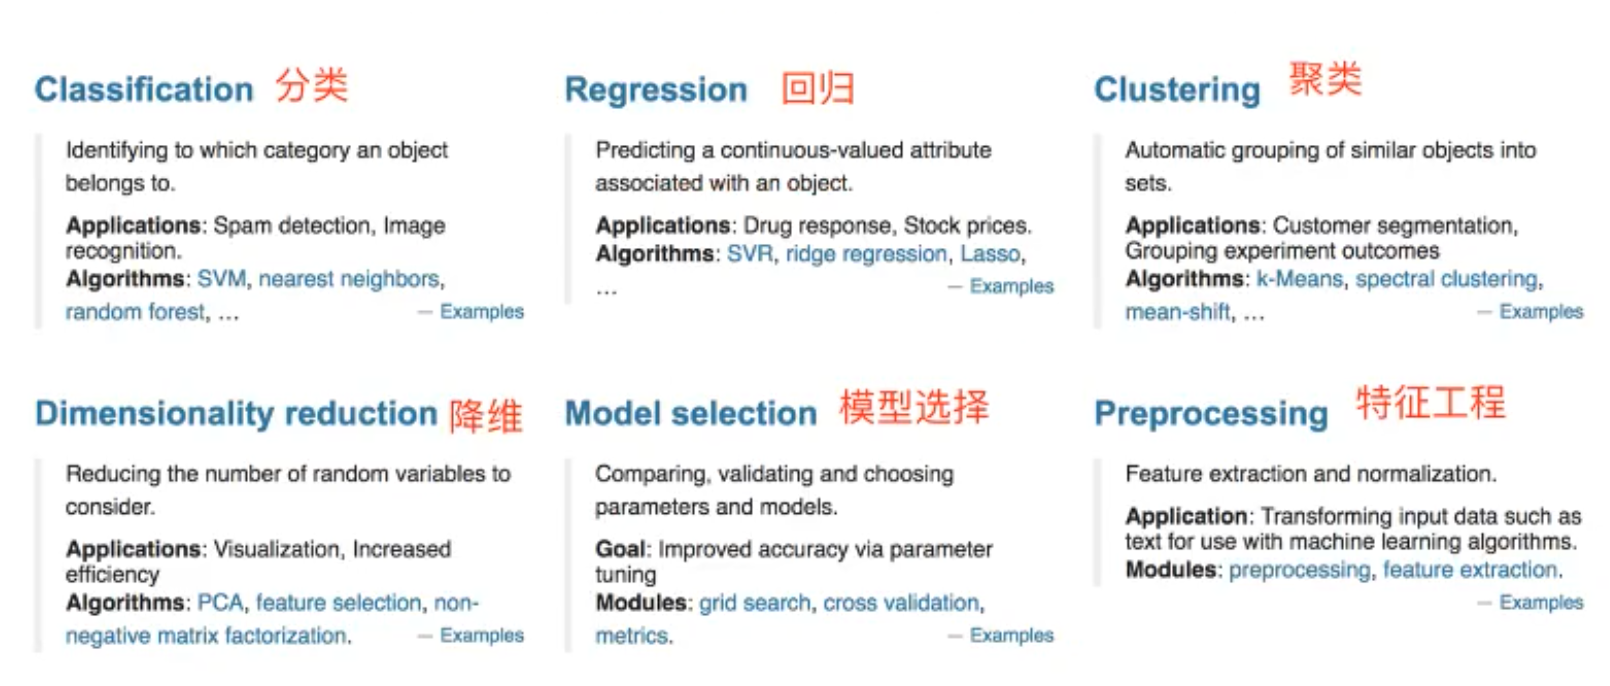 Classification 分类
Identifying to which category an object
belongs to.
Applications: Spam detection, Image
recognition.
Algorithms: SVM, nearest neighbors,
random forest, ... — Examples
Regression 回归
Predicting a continuous-valued attribute
associated with an object.
Applications: Drug response, Stock prices.
Algorithms: SVR, ridge regression, Lasso,
... — Examples
Clustering 聚类
Automatic grouping of similar objects into
sets.
Applications: Customer segmentation,
Grouping experiment outcomes
Algorithms: k-Means, spectral clustering,
mean-shift, ... — Examples
Dimensionality reduction 降维
Reducing the number of random variables to
consider.
Applications: Visualization, Increased
efficiency
Algorithms: PCA, feature selection, non-
negative matrix factorization. — Examples
Model selection 模型选择
Comparing, validating and choosing
parameters and models.
Goal: Improved accuracy via parameter
tuning
Modules: grid search, cross validation,
metrics. — Examples
Preprocessing 特征工程
Feature extraction and normalization.
Application: Transforming input data such as
text for use with machine learning algorithms.
Modules: preprocessing, feature extraction.
— Examples